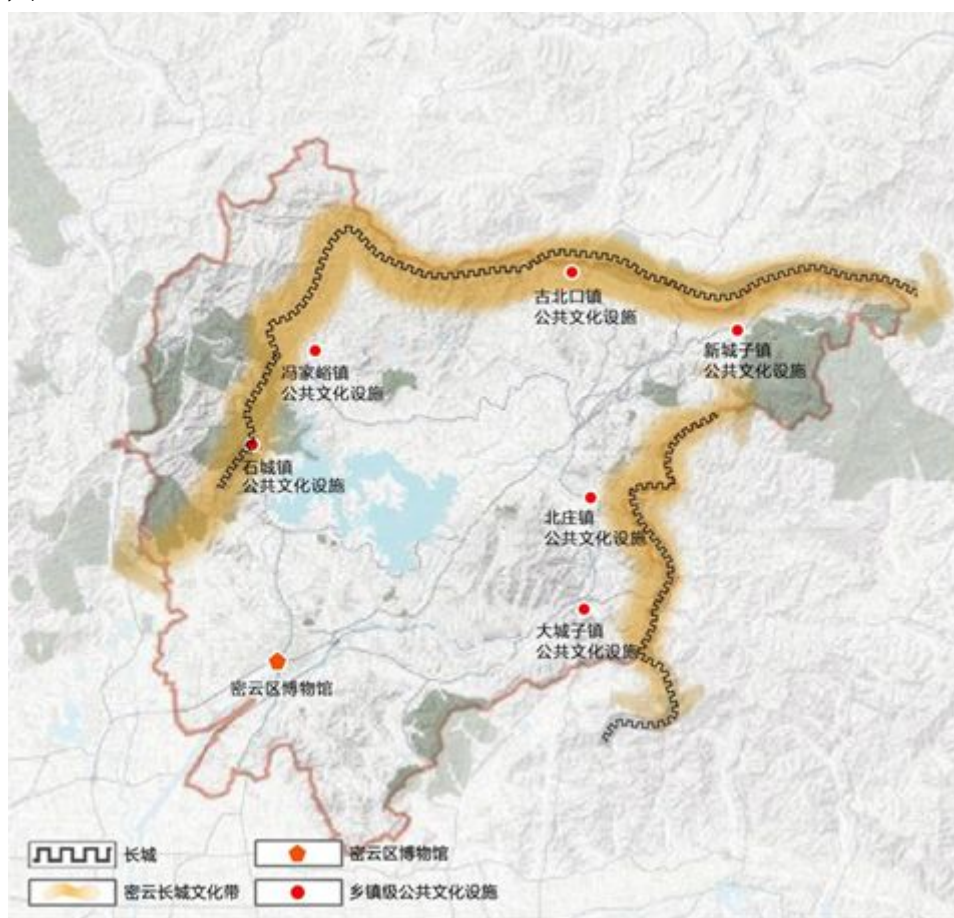 古北口镇
公共文化设施
新城子镇
公共文化设施
冯家峪镇
公共文化设施
石城镇
公共文化设施
北庄镇
公共文化设施
大城子镇
公共文化设施
密云区博物馆
长城
密云区博物馆
密云长城文化带
乡镇级公共文化设施